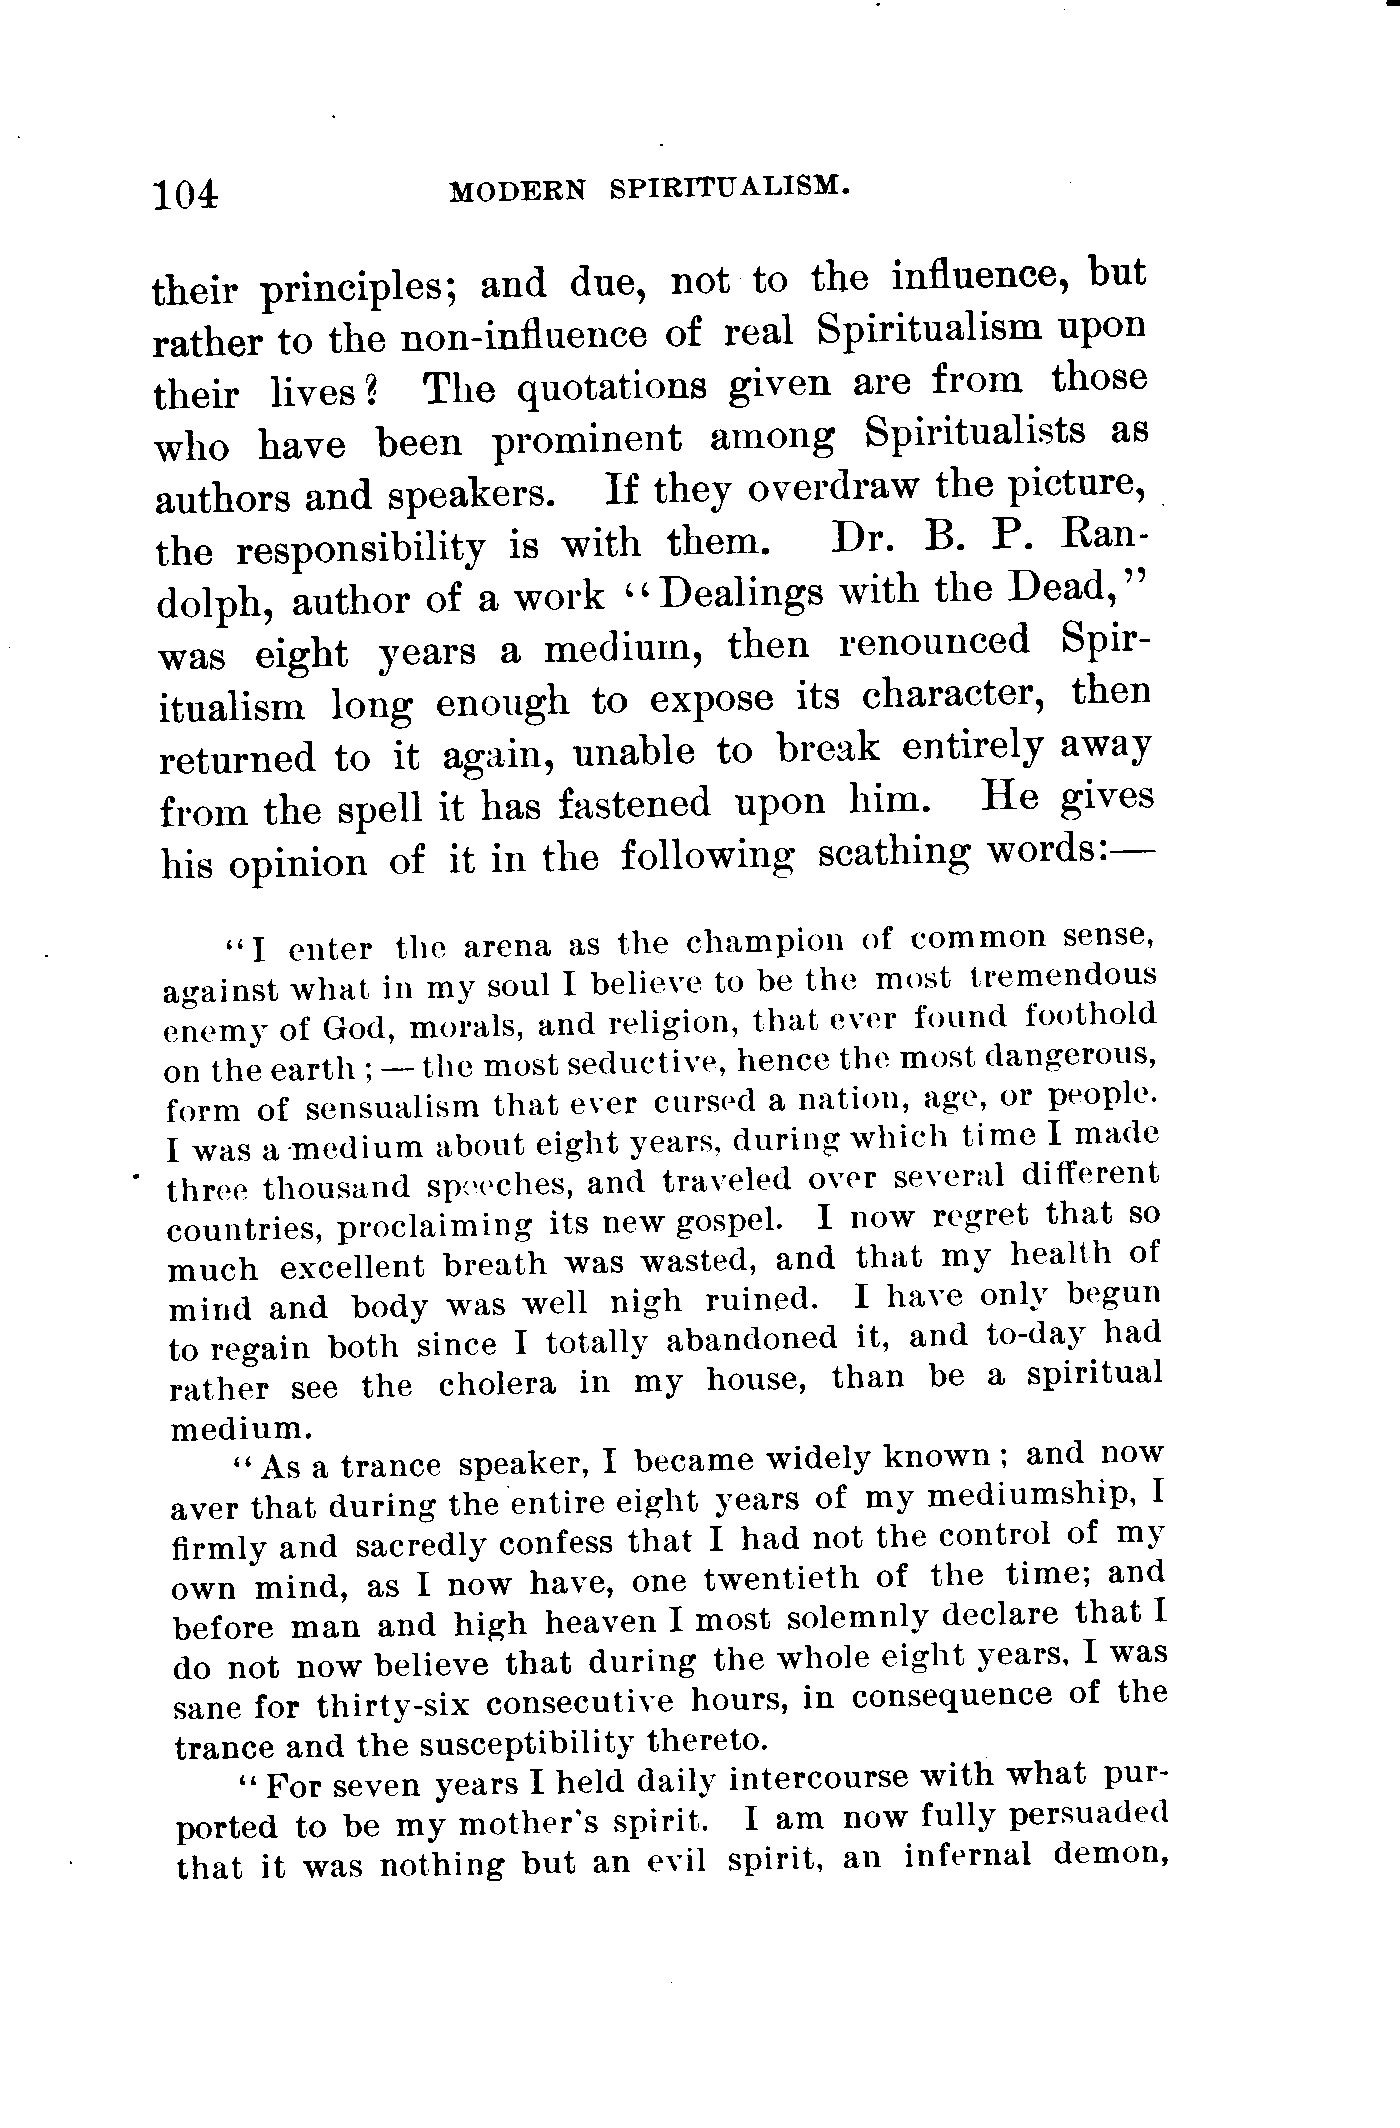 104 MODERN SPIRITUALISM.
their principles; and due, not to the influence, but
rather to the non-influence of real Spiritualism upon
their lives? The quotations given are from those
who have been prominent among Spiritualists as
authors and speakers. If they overdraw the picture,
the responsibility is with them. Dr. B. P. Ran-
dolph, author of a work “Dealings with the Dead,”
was eight years a medium, then renounced Spir-
itualism long enough to expose its character, then
returned to it again, unable to break entirely away
from the spell it has fastened upon him. He gives
his opinion of it in the following scathing words:—
“I enter the arena as the champion of common sense,
against what in my soul I believe to be the most tremendous
enemy of God, morals, and religion, that ever found foothold
on the earth ; — the most seductive, hence the most dangerous,
form of sensualism that ever cursed a nation, age, or people.
I was a medium about eight years, during which time I made
three thousand speeches, and traveled over several different
countries, proclaiming its new gospel. I now regret that so
much excellent breath was wasted, and that my health of
mind and body was well nigh ruined. I have only begun
to regain both since I totally abandoned it, and to-day had
rather see the cholera in my house, than be a spiritual
medium.
“As a trance speaker, I became widely known ; and now
aver that during the entire eight years of my mediumship, I
firmly and sacredly confess that I had not the control of my
own mind, as I now have, one twentieth of the time; and
before man and high heaven I most solemnly declare that I
do not now believe that during the whole eight years, I was
sane for thirty-six consecutive hours, in consequence of the
trance and the susceptibility thereto.
“For seven years I held daily intercourse with what pur-
ported to be my mother's spirit. I am now fully persuaded
that it was nothing but an evil spirit, an infernal demon,